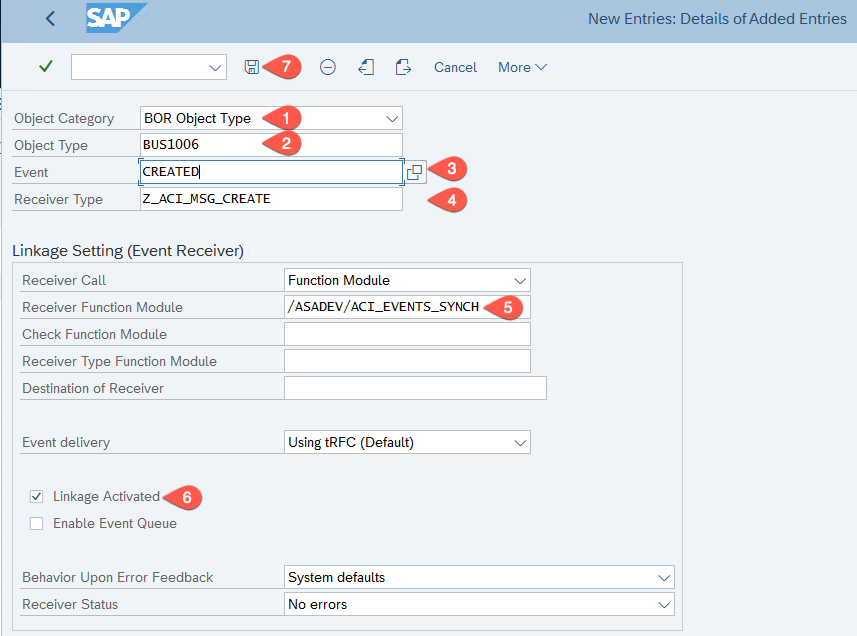 SAP
New Entries: Details of Added Entries
7
Cancel
More
Object Category BOR Object Type 1
Object Type BUS1006 2
Event CREATED 3
Receiver Type Z_ACI_MSG_CREATE 4
Linkage Setting (Event Receiver)
Receiver Call Function Module
Receiver Function Module /ASADEV/ACI_EVENTS_SYNCH 5
Check Function Module
Receiver Type Function Module
Destination of Receiver
Event delivery Using tRFC (Default)
Linkage Activated 6
Enable Event Queue
Behavior Upon Error Feedback System defaults
Receiver Status No errors